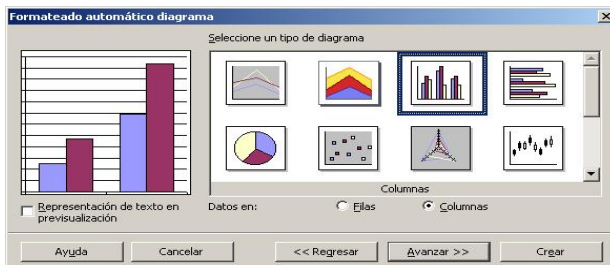 Formateado automático diagrama
Seleccione un tipo de diagrama
Columnas
Representación de texto en
previsualización
Datos en:
Filas
Columnas
Ayuda
Cancelar
<< Regresar
Avanzar >>
Crear